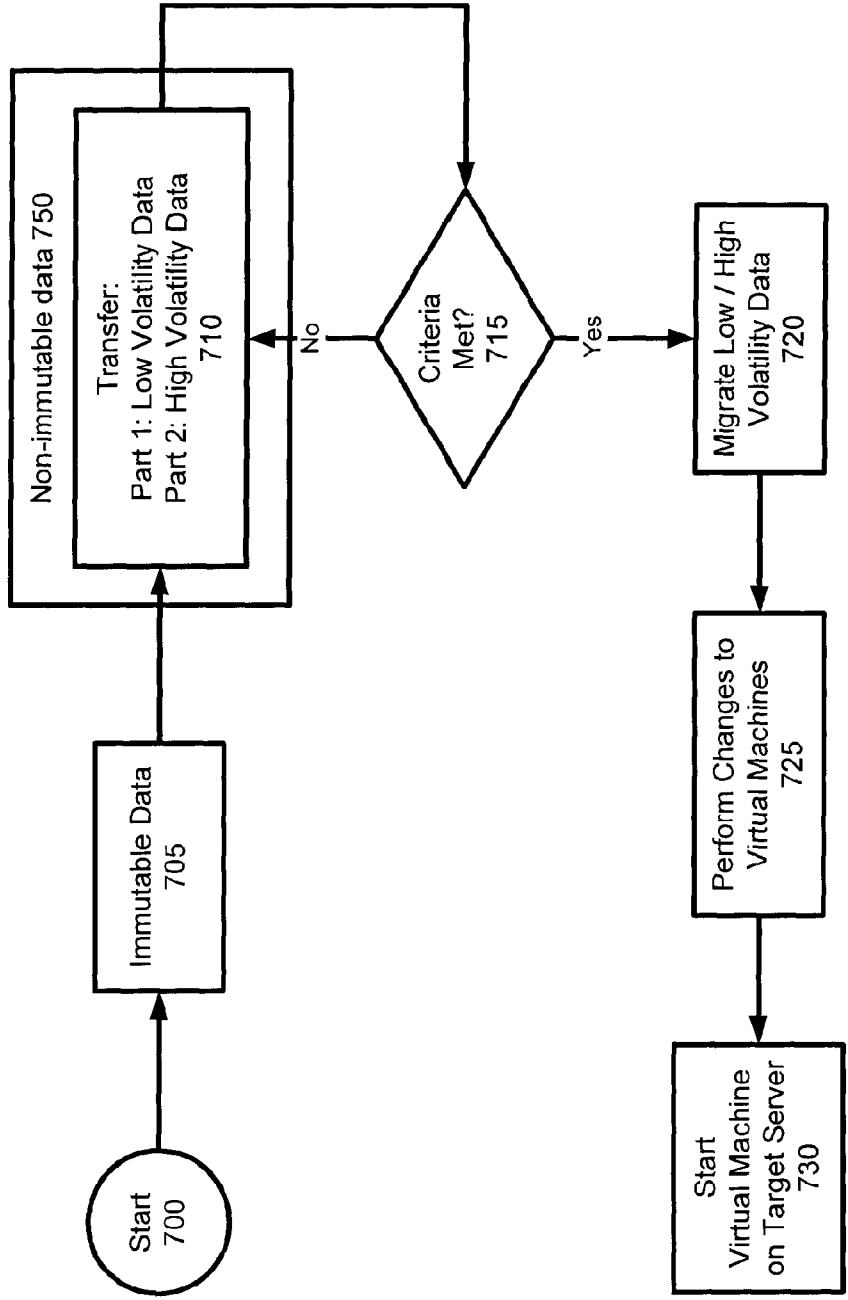 Start
700
Immutable Data
705
Non-immutable data 750
Transfer:
Part 1: Low Volatility Data
Part 2: High Volatility Data
710
Criteria
Met?
715
No
Yes
Migrate Low / High
Volatility Data
720
Perform Changes to
Virtual Machines
725
Start
Virtual Machine
on Target Server
730